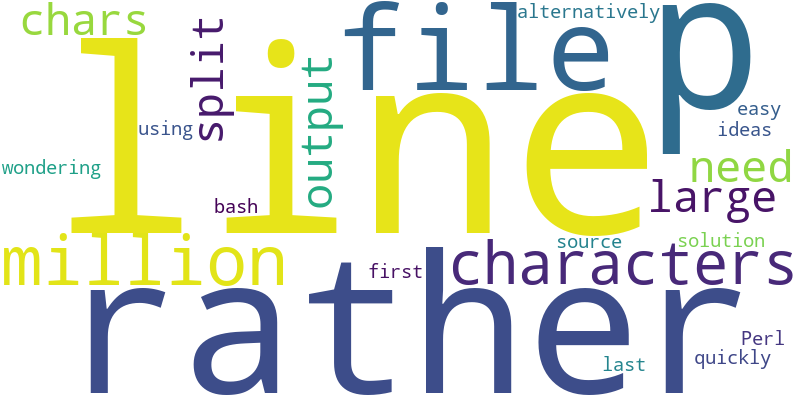 chars
split
file
alternatively
p
line
output
using
easy
ideas
wondering
need
large
bash
million
first
characters
source
solution
rather
last
Perl
quickly